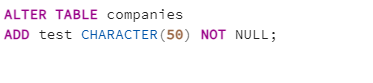 ALTER TABLE companies
ADD test CHARACTER(50) NOT NULL;